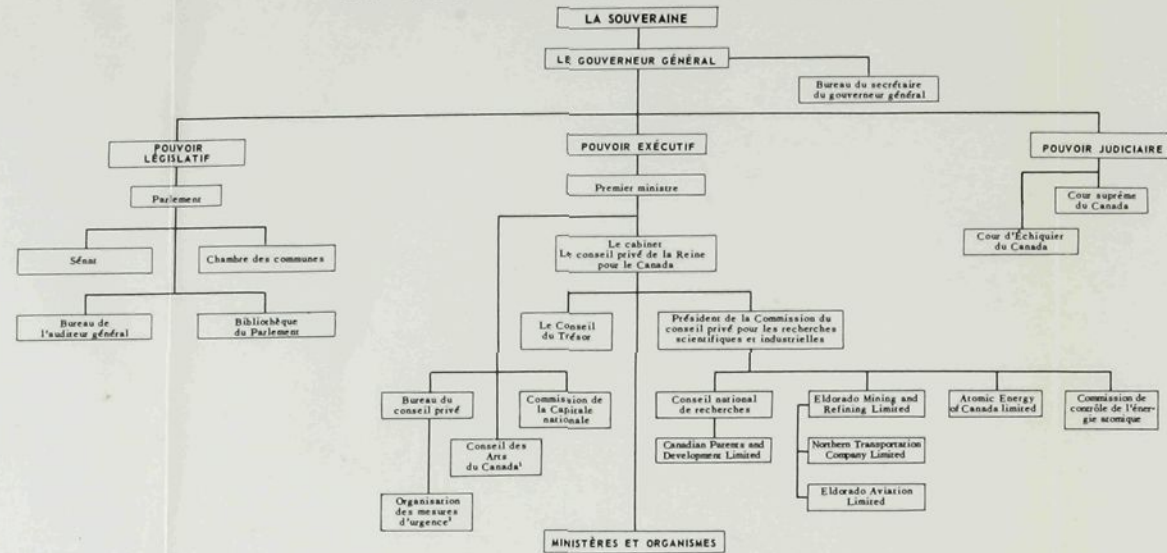 LA SOUVERAINE
LE GOUVERNEUR GÉNÉRAL
Bureau du secrétaire
du gouverneur général
POUVOIR
LÉGISLATIF
POUVOIR EXÉCUTIF
POUVOIR JUDICIAIRE
Parlement
Premier ministre
Cour suprême
du Canada
Cour d'Échiquier
du Canada
Sénat
Chambre des communes
Le cabinet
Le conseil privé de la Reine
pour le Canada
Bureau de
l'auditeur général
Bibliothèque
du Parlement
Le Conseil
du Trésor
Président de la Commission du
conseil privé pour les recherches
scientifiques et industrielles
Bureau du
conseil privé
Commission de
la Capitale
nationale
Conseil national
de recherches
Eldorado Mining and
Refining Limited
Atomic Energy
of Canada limited
Commission de
contrôle de l'éner-
gie atomique
Conseil des
Arts
du Canada¹
Canadian Parents and
Development Limited
Northern Transportation
Company Limited
Organisation
des mesures
d'urgence²
Eldorado Aviation
Limited
MINISTÈRES ET ORGANISMES